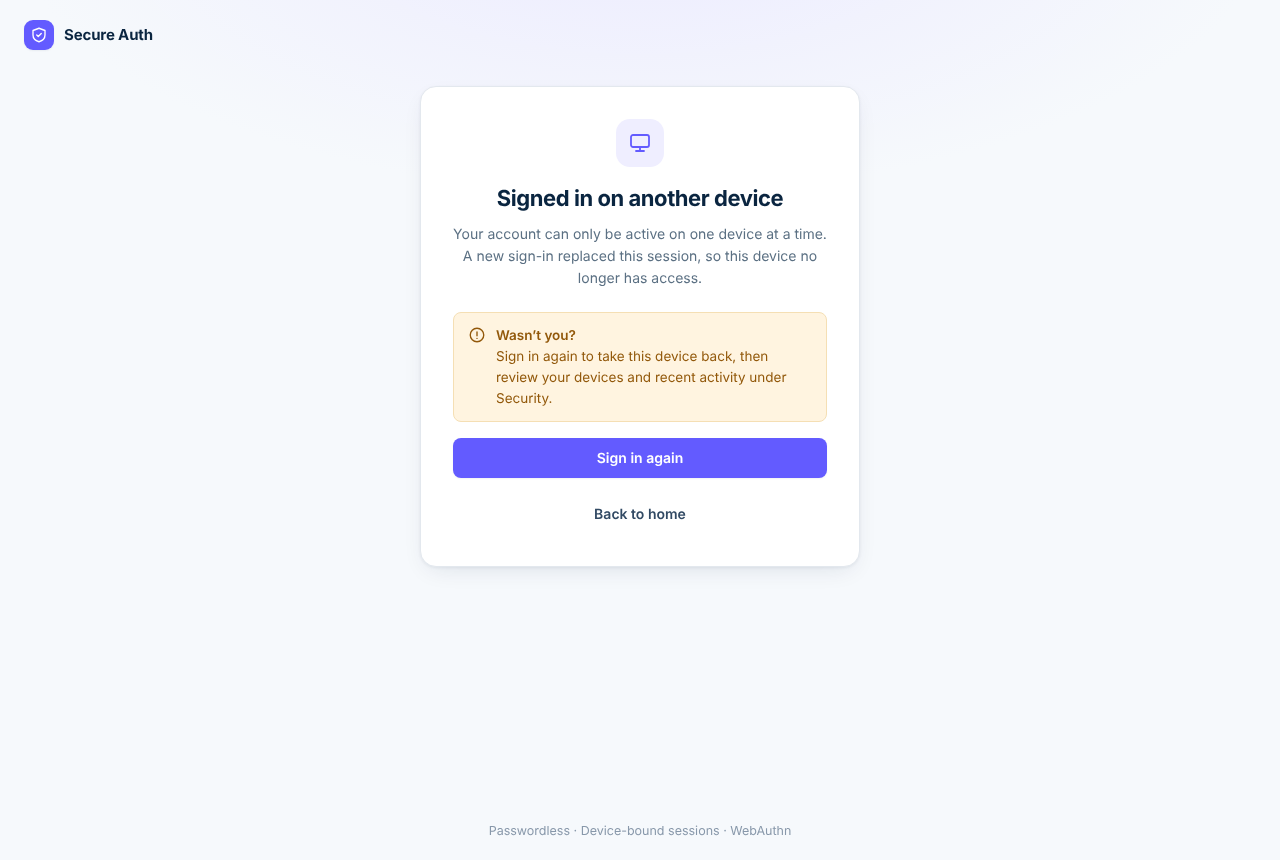 Secure Auth
Signed in on another device
Your account can only be active on one device at a time.
A new sign-in replaced this session, so this device no
longer has access.
Wasn’t you?
Sign in again to take this device back, then
review your devices and recent activity under
Security.
Sign in again
Back to home
Passwordless · Device-bound sessions · WebAuthn